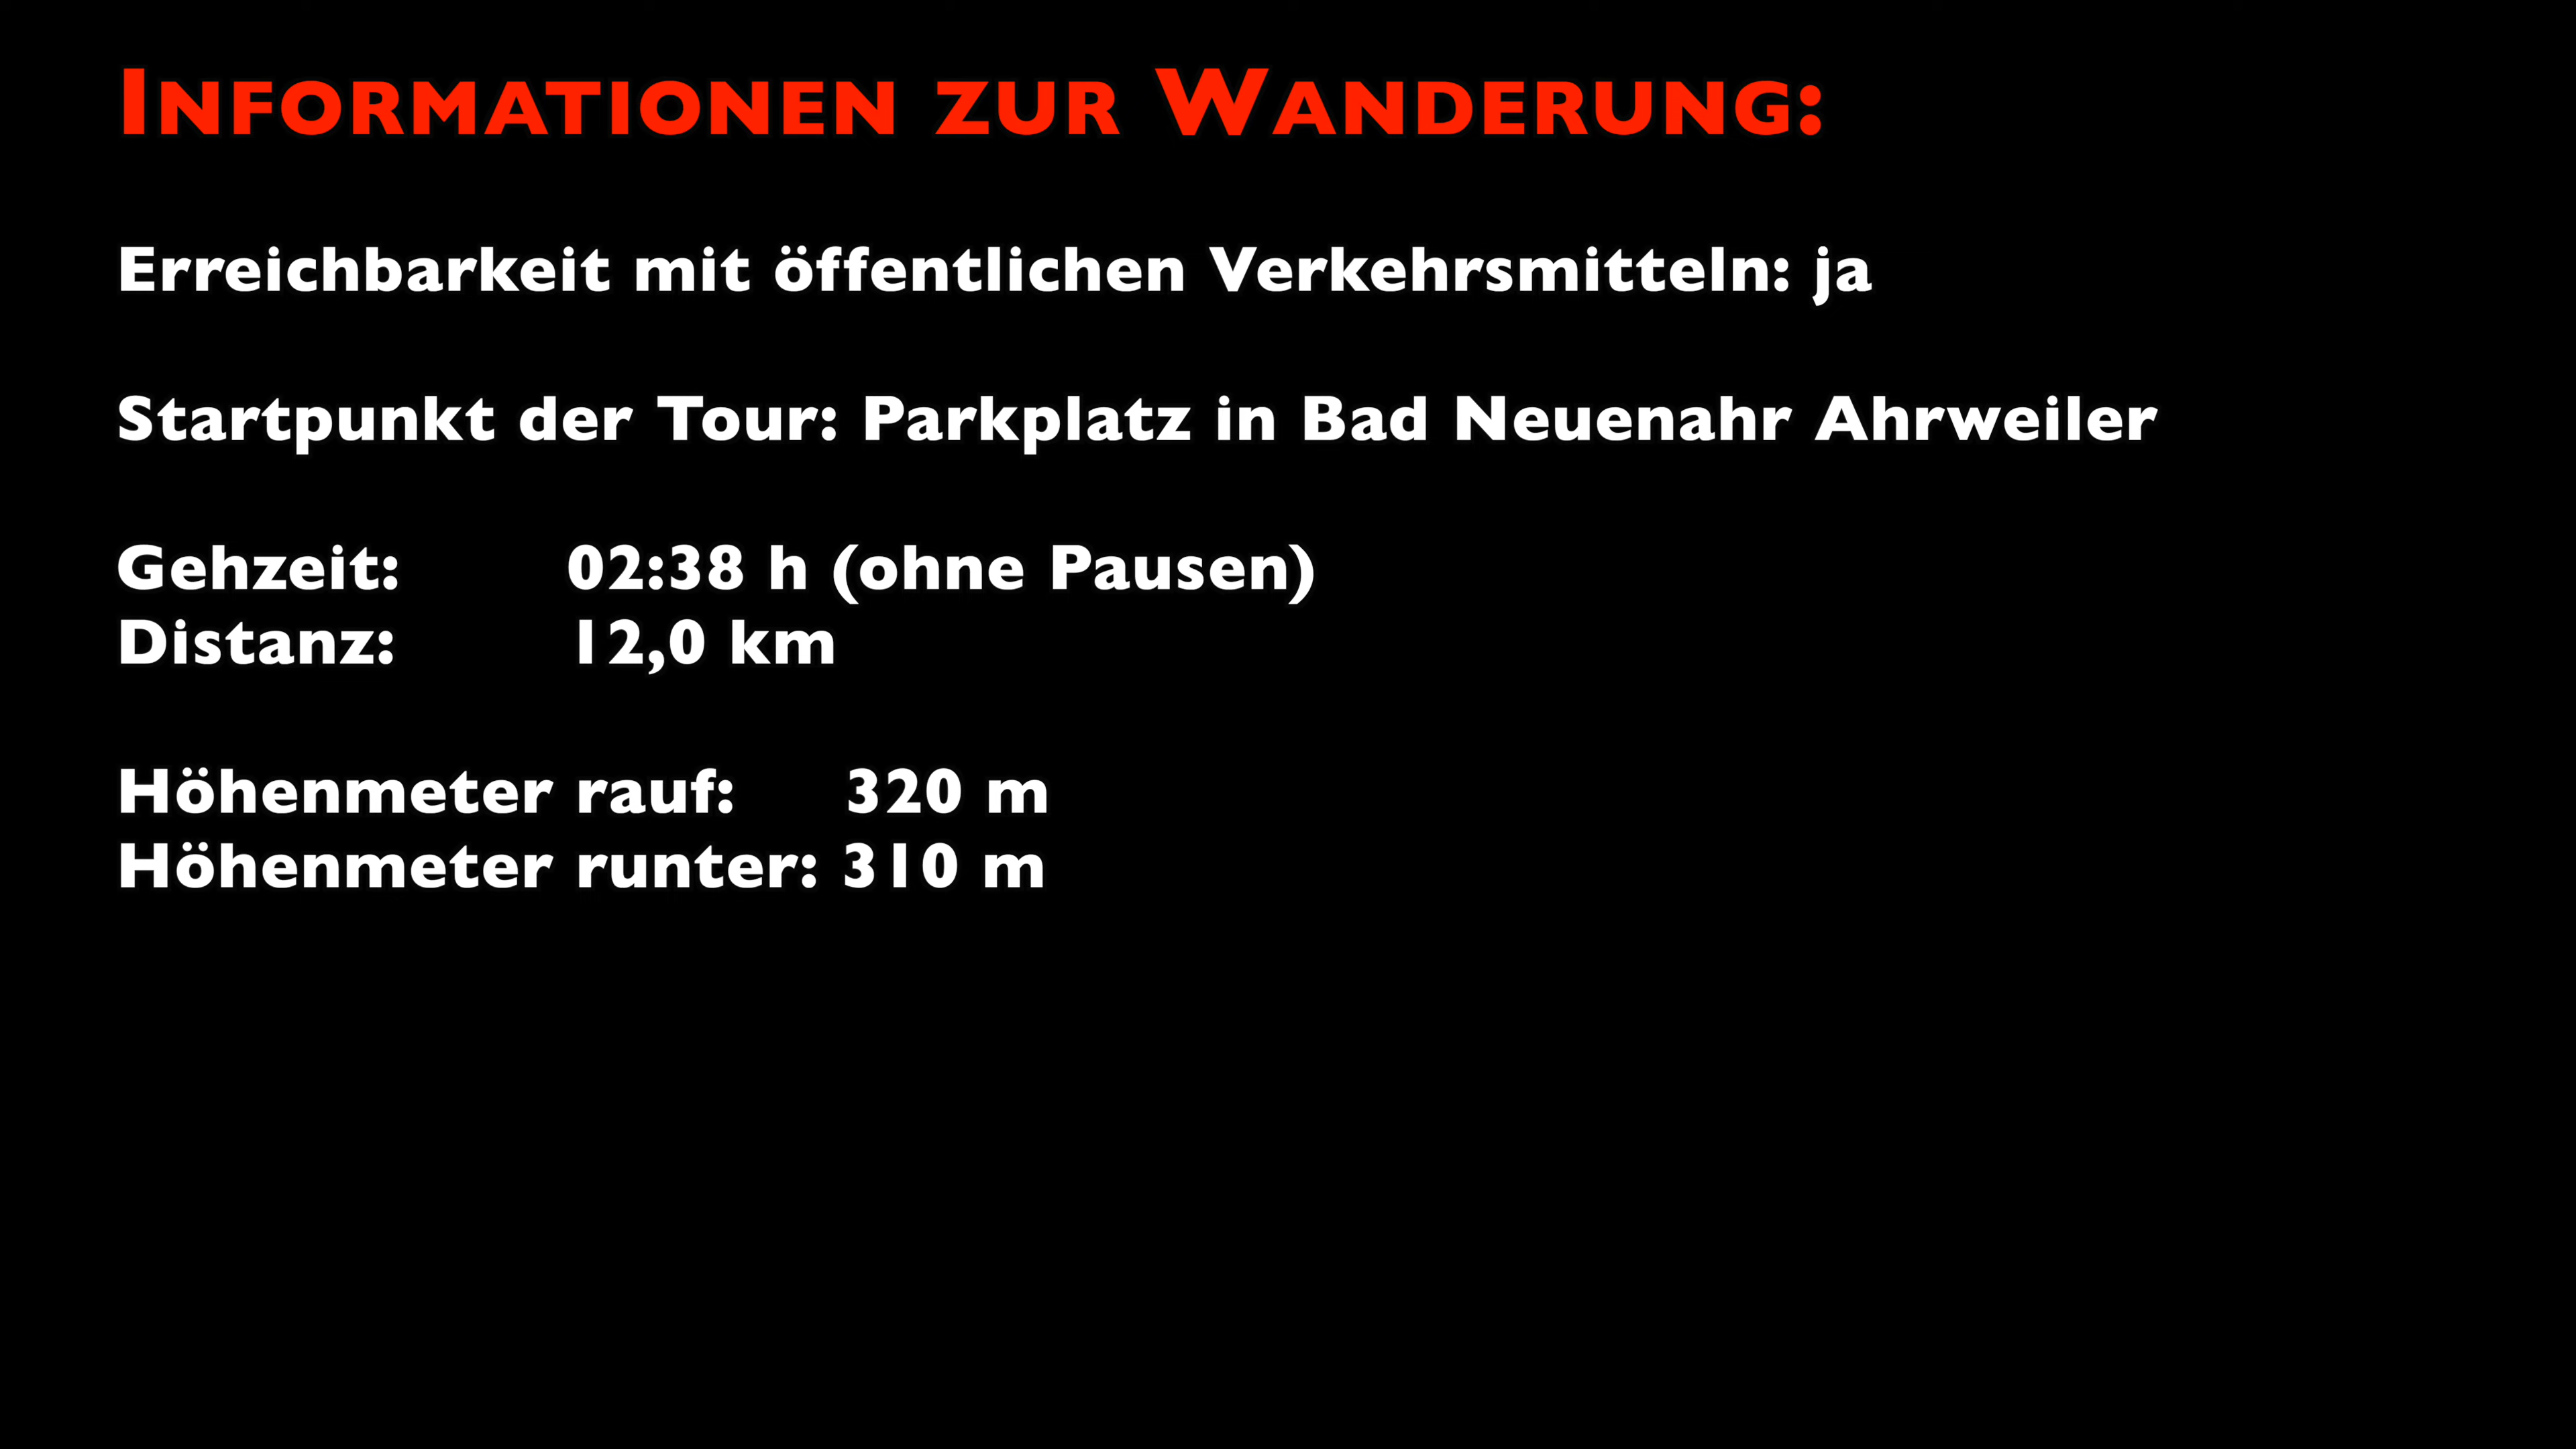 INFORMATIONEN ZUR WANDERUNG:
Erreichbarkeit mit öffentlichen Verkehrsmitteln: ja
Startpunkt der Tour: Parkplatz in Bad Neuenahr Ahrweiler
Gehzeit: 02:38 h (ohne Pausen)
Distanz: 12,0 km
Höhenmeter rauf: 320 m
Höhenmeter runter: 310 m